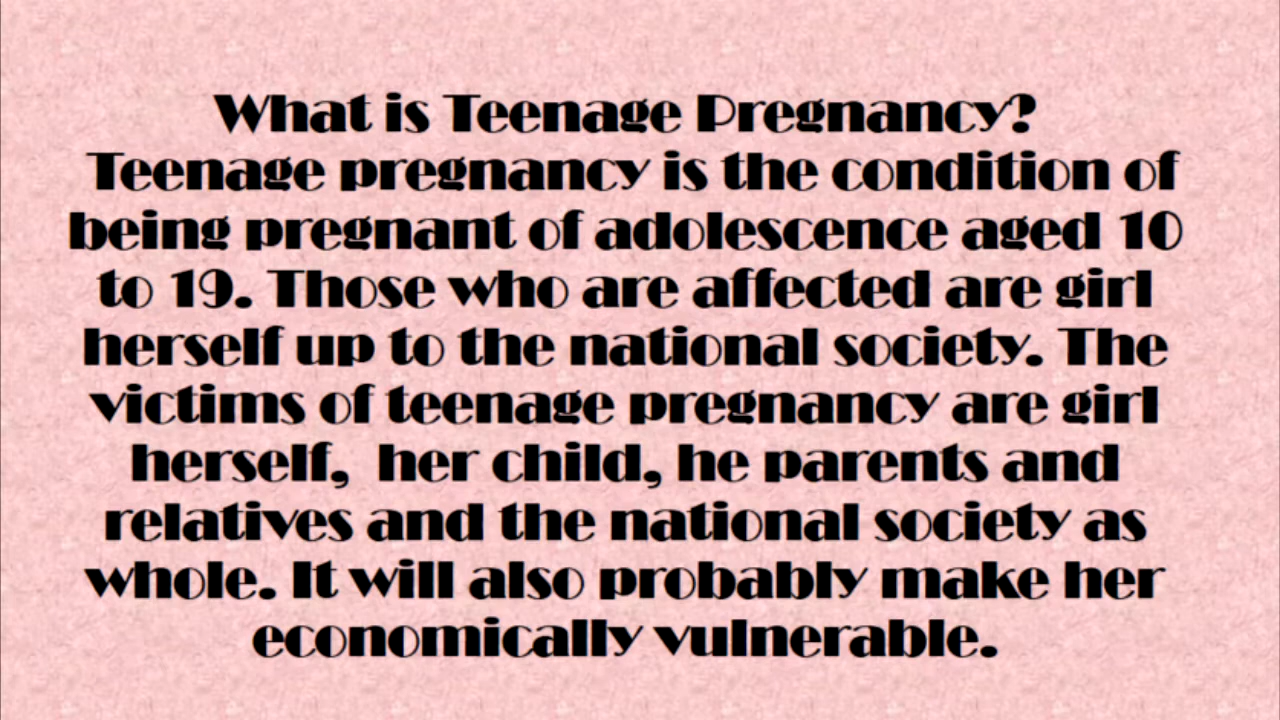 What is Teenage Pregnancy?
Teenage pregnancy is the condition of
being pregnant of adolescence aged 10
to 19. Those who are affected are girl
herself up to the national society. The
victims of teenage pregnancy are girl
herself,  her child, he parents and
relatives and the national society as
whole. It will also probably make her
economically vulnerable.